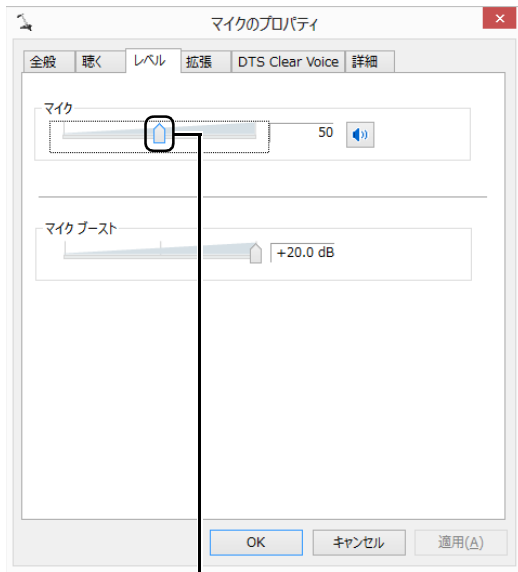 マイクのプロパティ
全般 聴く レベル 拡張 DTS Clear Voice 詳細
マイク
50
マイク ブースト
+20.0 dB
OK キャンセル 適用(A)